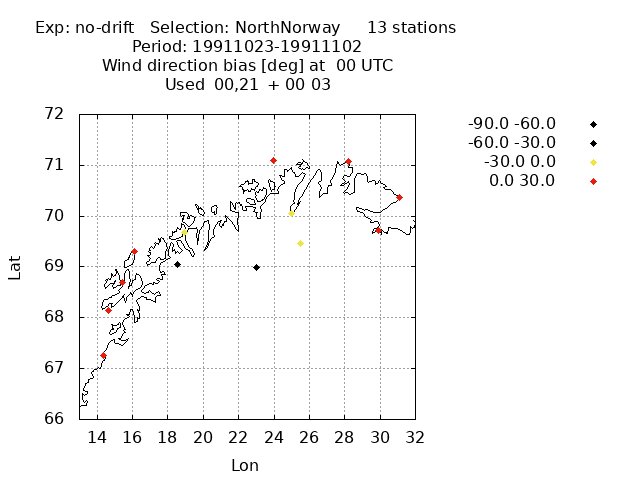 Exp: no-drift   Selection: NorthNorway      13 stations
Period: 19911023-19911102
Wind direction bias [deg] at  00 UTC
Used  00,21  + 00 03
-90.0 -60.0
-60.0 -30.0
-30.0 0.0
0.0 30.0
72
71
70
69
68
67
66
Lat
14 16 18 20 22 24 26 28 30 32
Lon